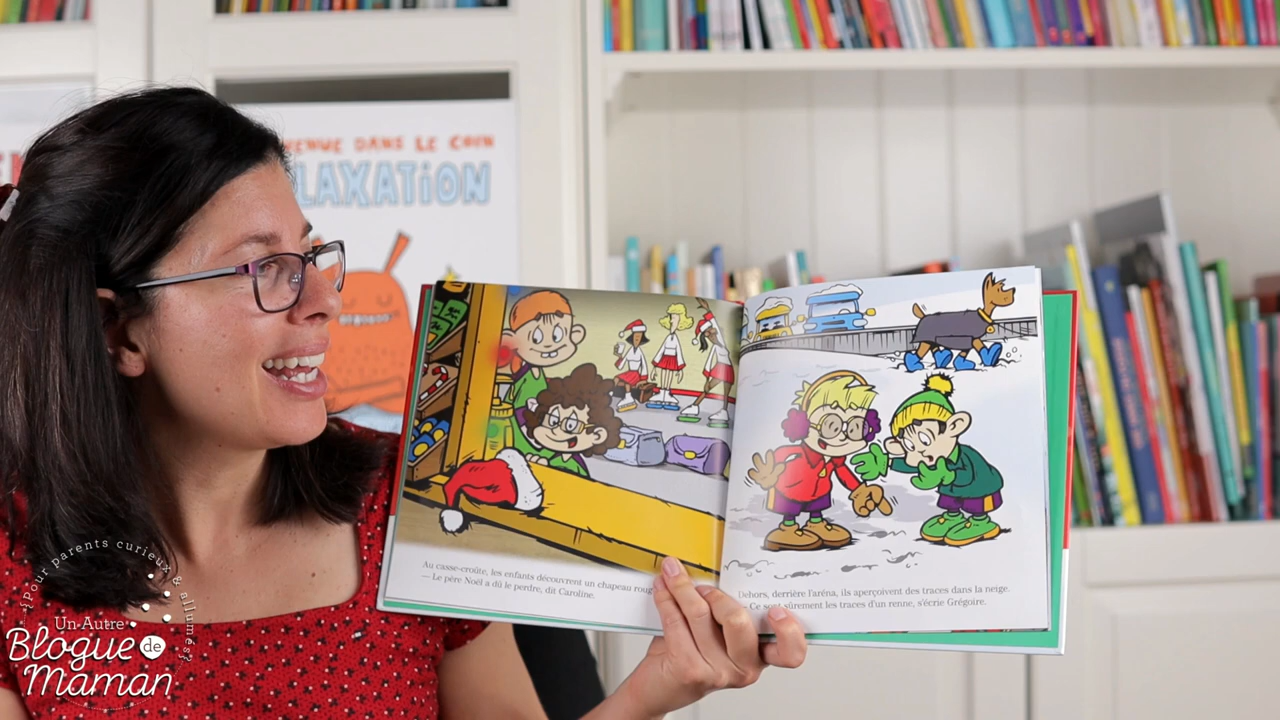 VENUE DANS LE COIN
LAXATION
Au casse-croûte, les enfants découvrent un chapeau roug
— Le père Noël a dû le perdre, dit Caroline.
Dehors, derrière l'aréna, ils aperçoivent des traces dans la neige.
— Ce sont sûrement les traces d'un renne, s'écrie Grégoire.
{Pour parents curieux & allumés}
Un Autre
Blogue de
Maman